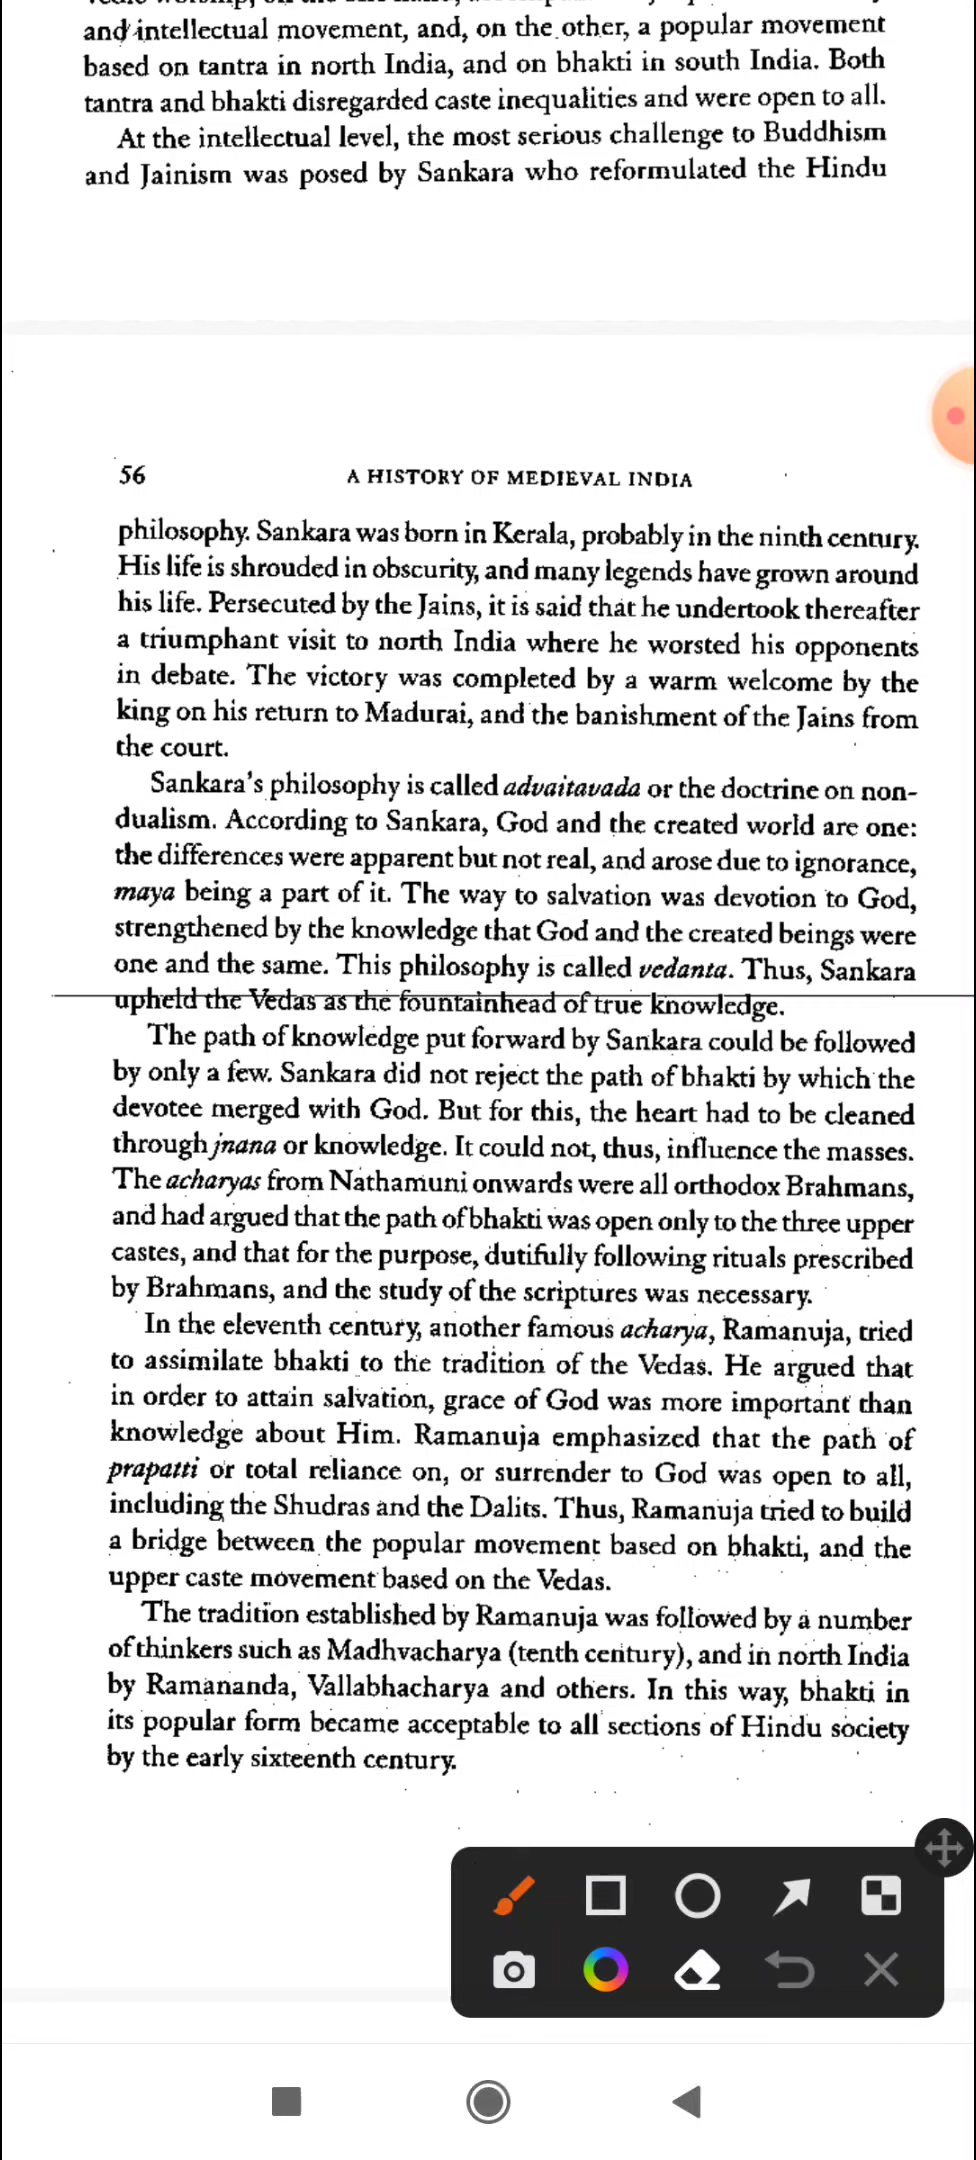 and intellectual movement, and, on the other, a popular movement
based on tantra in north India, and on bhakti in south India. Both
tantra and bhakti disregarded caste inequalities and were open to all.
At the intellectual level, the most serious challenge to Buddhism
and Jainism was posed by Sankara who reformulated the Hindu
56 A HISTORY OF MEDIEVAL INDIA
philosophy. Sankara was born in Kerala, probably in the ninth century.
His life is shrouded in obscurity, and many legends have grown around
his life. Persecuted by the Jains, it is said that he undertook thereafter
a triumphant visit to north India where he worsted his opponents
in debate. The victory was completed by a warm welcome by the
king on his return to Madurai, and the banishment of the Jains from
the court.
Sankara's philosophy is called advaitavada or the doctrine on non-
dualism. According to Sankara, God and the created world are one:
the differences were apparent but not real, and arose due to ignorance,
maya being a part of it. The way to salvation was devotion to God,
strengthened by the knowledge that God and the created beings were
one and the same. This philosophy is called vedanta. Thus, Sankara
upheld the Vedas as the fountainhead of true knowledge.
The path of knowledge put forward by Sankara could be followed
by only a few. Sankara did not reject the path of bhakti by which the
devotee merged with God. But for this, the heart had to be cleaned
through jnana or knowledge. It could not, thus, influence the masses.
The acharyas from Nathamuni onwards were all orthodox Brahmans,
and had argued that the path of bhakti was open only to the three upper
castes, and that for the purpose, dutifully following rituals prescribed
by Brahmans, and the study of the scriptures was necessary.
In the eleventh century, another famous acharya, Ramanuja, tried
to assimilate bhakti to the tradition of the Vedas. He argued that
in order to attain salvation, grace of God was more important than
knowledge about Him. Ramanuja emphasized that the path of
prapatti or total reliance on, or surrender to God was open to all,
including the Shudras and the Dalits. Thus, Ramanuja tried to build
a bridge between the popular movement based on bhakti, and the
upper caste movement based on the Vedas.
The tradition established by Ramanuja was followed by a number
of thinkers such as Madhvacharya (tenth century), and in north India
by Ramananda, Vallabhacharya and others. In this way, bhakti in
its popular form became acceptable to all sections of Hindu society
by the early sixteenth century.